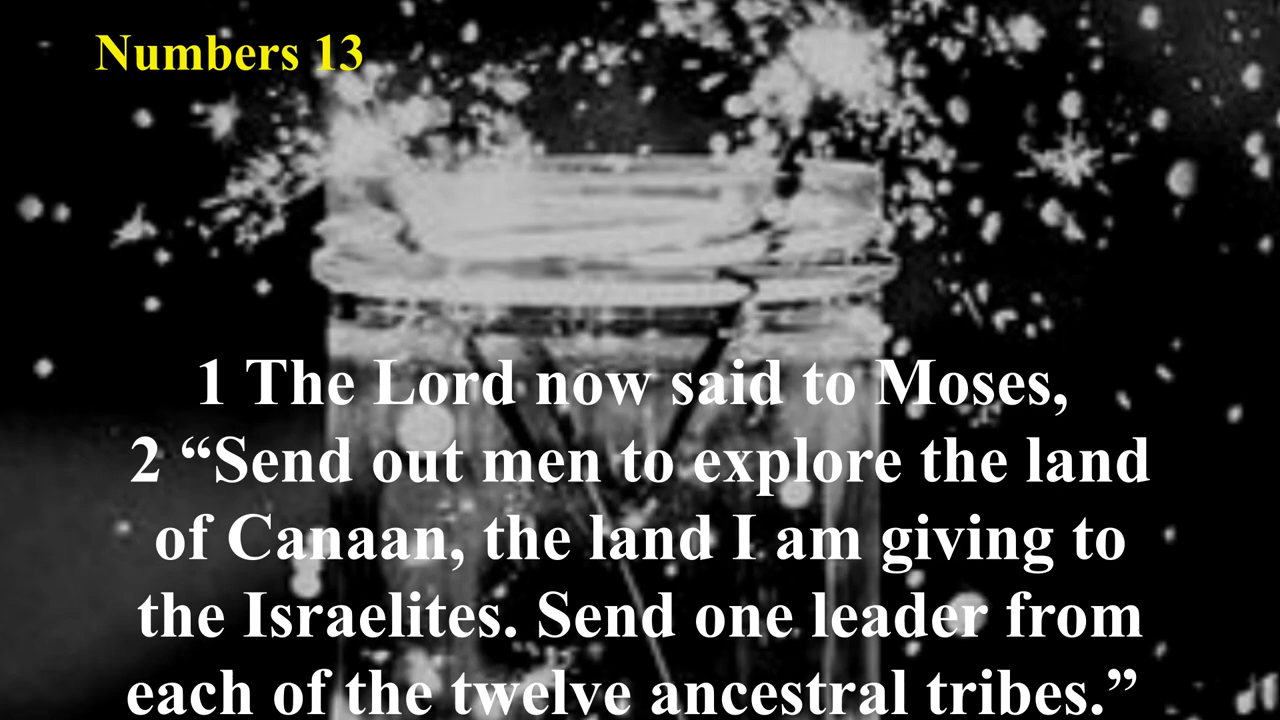 Numbers 13
1 The Lord now said to Moses,
2 “Send out men to explore the land
of Canaan, the land I am giving to
the Israelites. Send one leader from
each of the twelve ancestral tribes.”